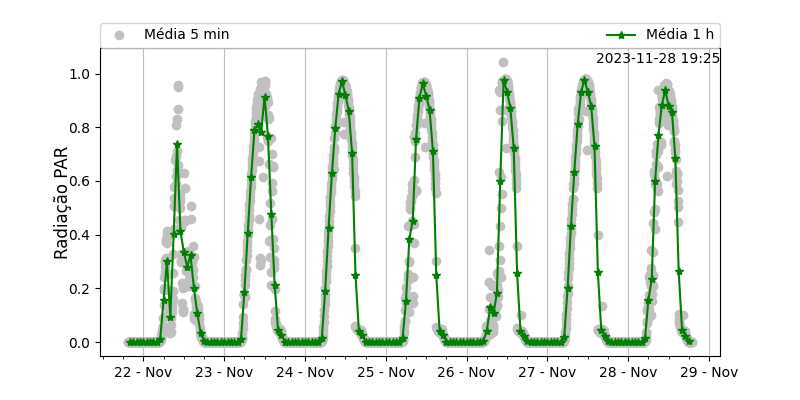 Média 5 min
Média 1 h
2023-11-28 19:25
Radiação PAR
1.0
0.8
0.6
0.4
0.2
0.0
22 - Nov
23 - Nov
24 - Nov
25 - Nov
26 - Nov
27 - Nov
28 - Nov
29 - Nov